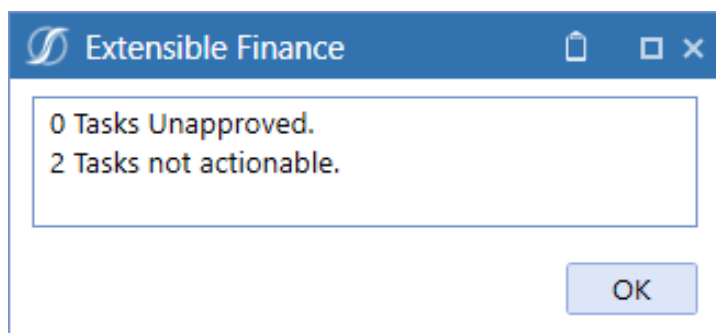 Extensible Finance
0 Tasks Unapproved.
2 Tasks not actionable.
OK